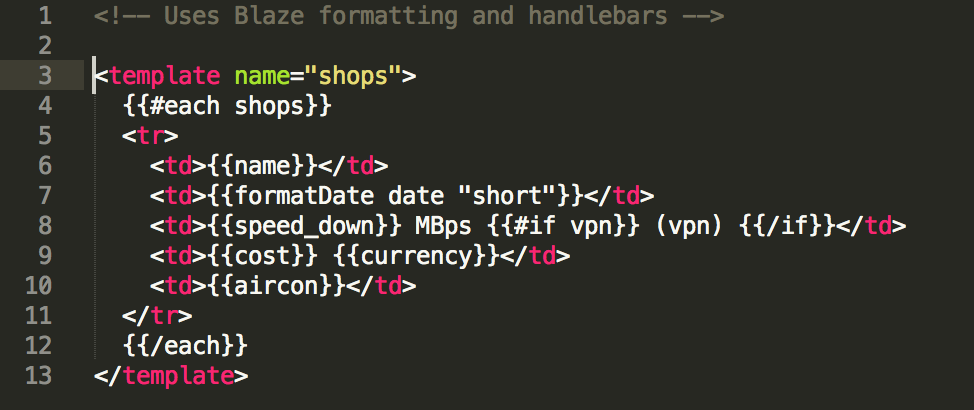 1 <!-- Uses Blaze formatting and handlebars -->
2
3 <template name="shops">
4 {{#each shops}}
5 <tr>
6 <td>{{name}}</td>
7 <td>{{formatDate date "short"}}</td>
8 <td>{{speed_down}} MBps {{#if vpn}} (vpn) {{/if}}</td>
9 <td>{{cost}} {{currency}}</td>
10 <td>{{aircon}}</td>
11 </tr>
12 {{/each}}
13 </template>